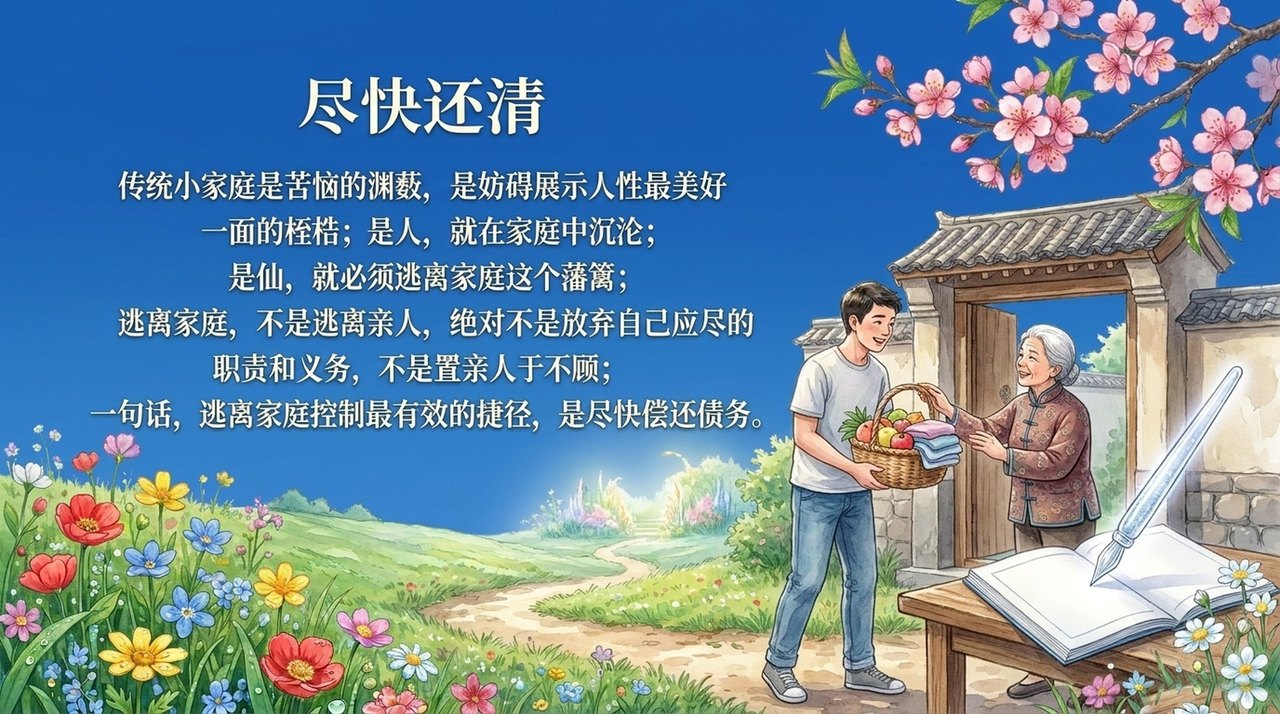 尽快还清
传统小家庭是苦恼的渊薮，是妨碍展示人性最美好
一面的桎梏；是人，就在家庭中沉沦；
是仙，就必须逃离家庭这个藩篱；
逃离家庭，不是逃离亲人，绝对不是放弃自己应尽的
职责和义务，不是置亲人于不顾；
一句话，逃离家庭控制最有效的捷径，是尽快偿还债务。